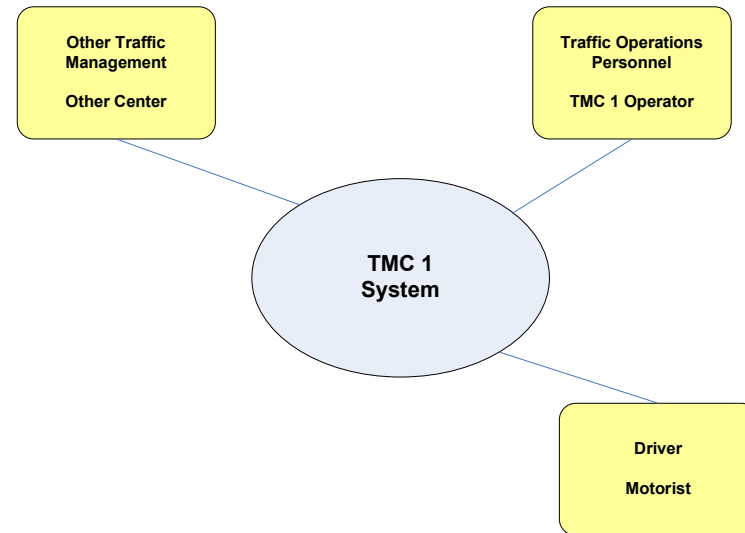 Other Traffic
Management
Other Center
Traffic Operations
Personnel
TMC 1 Operator
TMC 1
System
Driver
Motorist